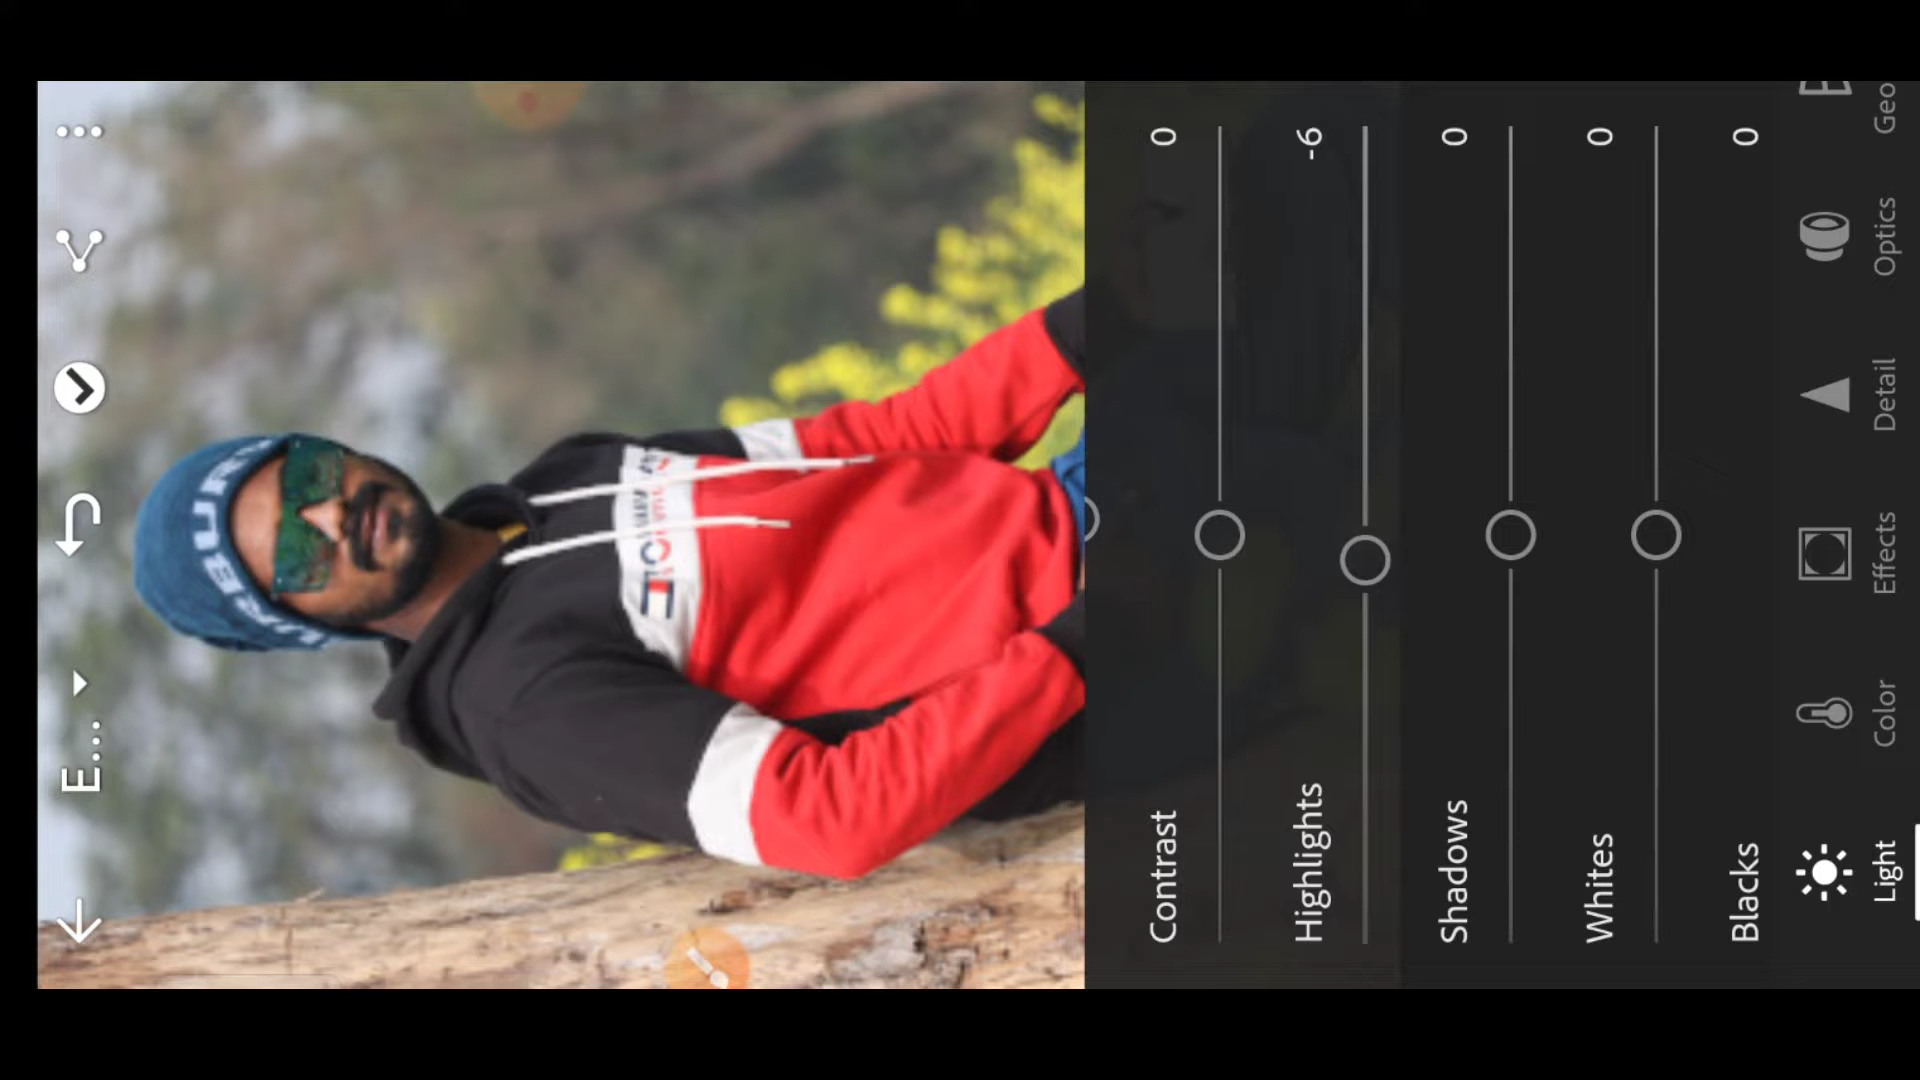 E...
Contrast 0
Highlights -6
Shadows 0
Whites 0
Blacks 0
Light Color Effects Detail Optics Geo